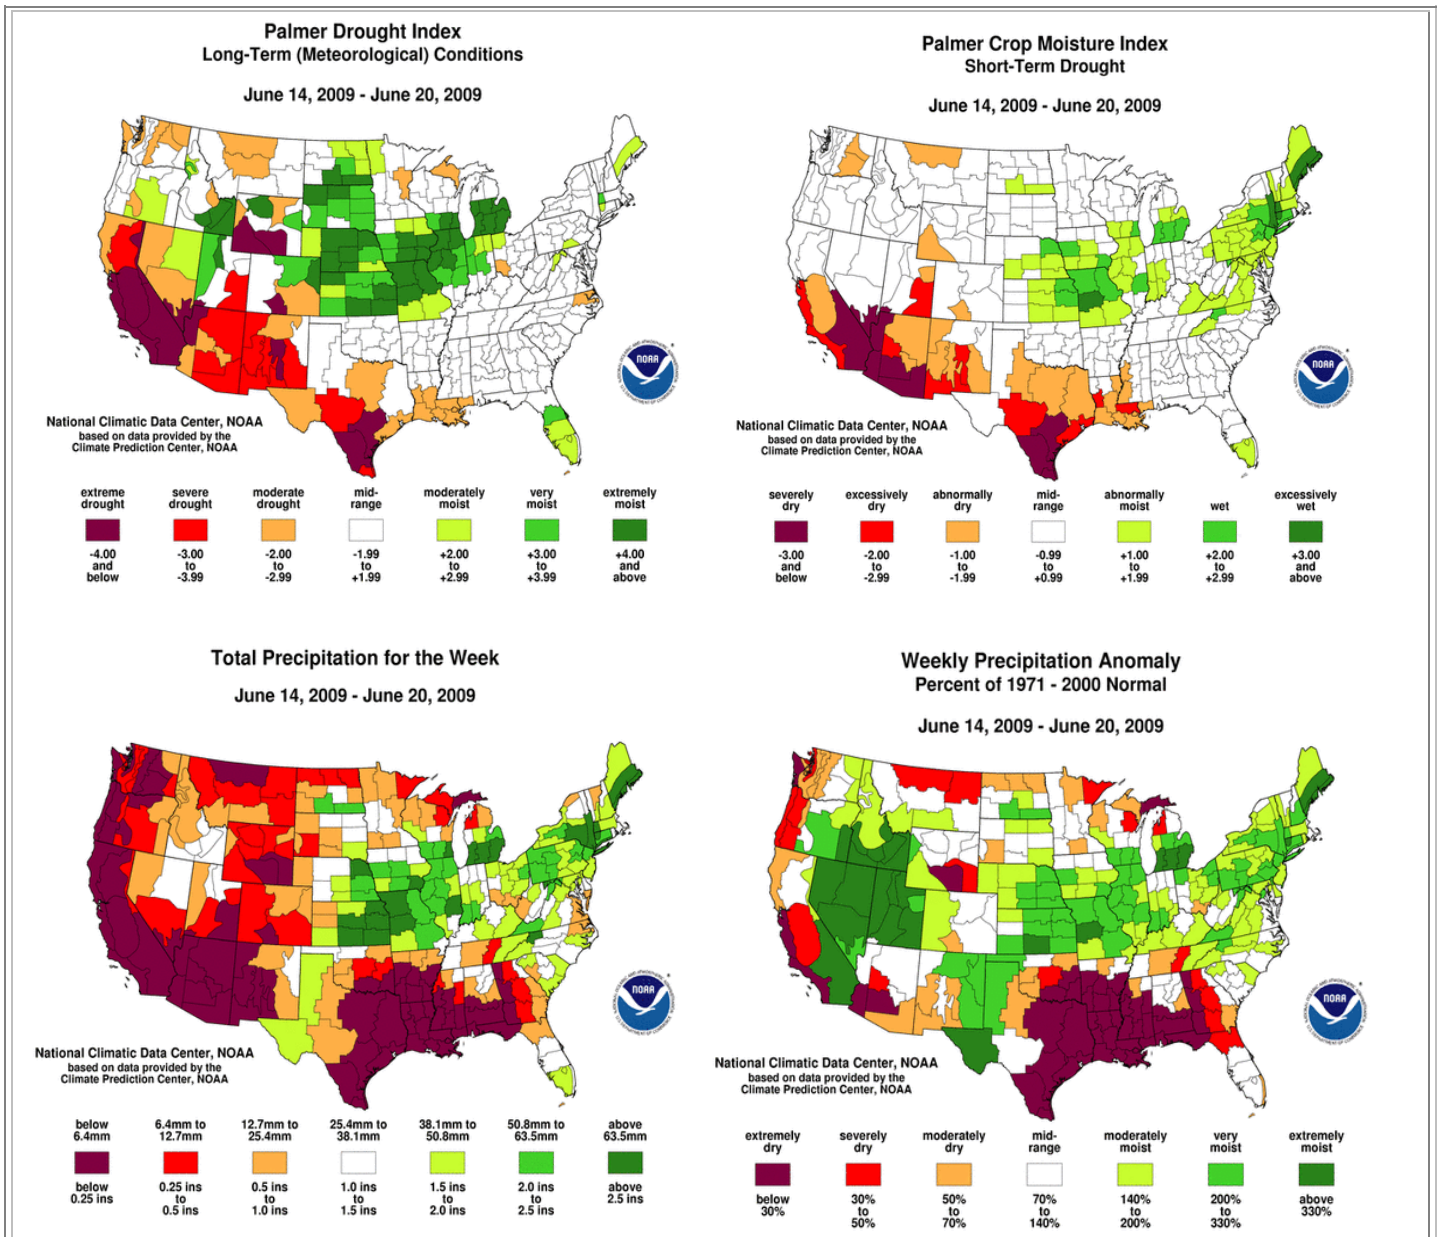 Palmer Drought Index
Long-Term (Meteorological) Conditions
June 14, 2009 - June 20, 2009
NOAA
National Climatic Data Center, NOAA
based on data provided by the
Climate Prediction Center, NOAA
extreme drought
severe drought
moderate drought
mid-range
moderately moist
very moist
extremely moist
-4.00 and below
-3.00 to -3.99
-2.00 to -2.99
-1.99 to +1.99
+2.00 to +2.99
+3.00 to +3.99
+4.00 and above
Palmer Crop Moisture Index
Short-Term Drought
June 14, 2009 - June 20, 2009
NOAA
National Climatic Data Center, NOAA
based on data provided by the
Climate Prediction Center, NOAA
severely dry
excessively dry
abnormally dry
mid-range
abnormally moist
wet
excessively wet
-3.00 and below
-2.00 to -2.99
-1.00 to -1.99
-0.99 to +0.99
+1.00 to +1.99
+2.00 to +2.99
+3.00 and above
Total Precipitation for the Week
June 14, 2009 - June 20, 2009
NOAA
National Climatic Data Center, NOAA
based on data provided by the
Climate Prediction Center, NOAA
below 6.4mm
6.4mm to 12.7mm
12.7mm to 25.4mm
25.4mm to 38.1mm
38.1mm to 50.8mm
50.8mm to 63.5mm
above 63.5mm
below 0.25 ins
0.25 ins to 0.5 ins
0.5 ins to 1.0 ins
1.0 ins to 1.5 ins
1.5 ins to 2.0 ins
2.0 ins to 2.5 ins
above 2.5 ins
Weekly Precipitation Anomaly
Percent of 1971 - 2000 Normal
June 14, 2009 - June 20, 2009
NOAA
National Climatic Data Center, NOAA
based on data provided by the
Climate Prediction Center, NOAA
extremely dry
severely dry
moderately dry
mid-range
moderately moist
very moist
extremely moist
below 30%
30% to 50%
50% to 70%
70% to 140%
140% to 200%
200% to 330%
above 330%